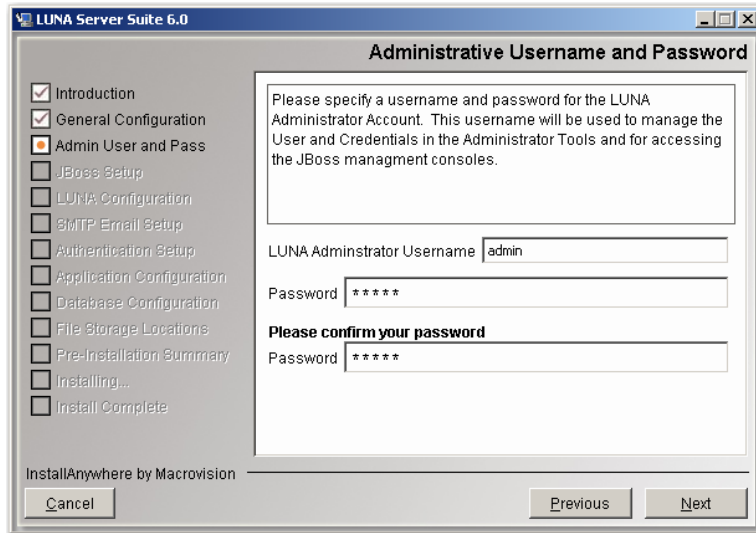 LUNA Server Suite 6.0
Administrative Username and Password
Introduction
General Configuration
Admin User and Pass
JBoss Setup
LUNA Configuration
SMTP Email Setup
Authentication Setup
Application Configuration
Database Configuration
File Storage Locations
Pre-Installation Summary
Installing...
Install Complete
Please specify a username and password for the LUNA
Administrator Account. This username will be used to manage the
User and Credentials in the Administrator Tools and for accessing
the JBoss managment consoles.
LUNA Adminstrator Username admin
Password *****
Please confirm your password
Password *****
InstallAnywhere by Macrovision
Cancel
Previous
Next